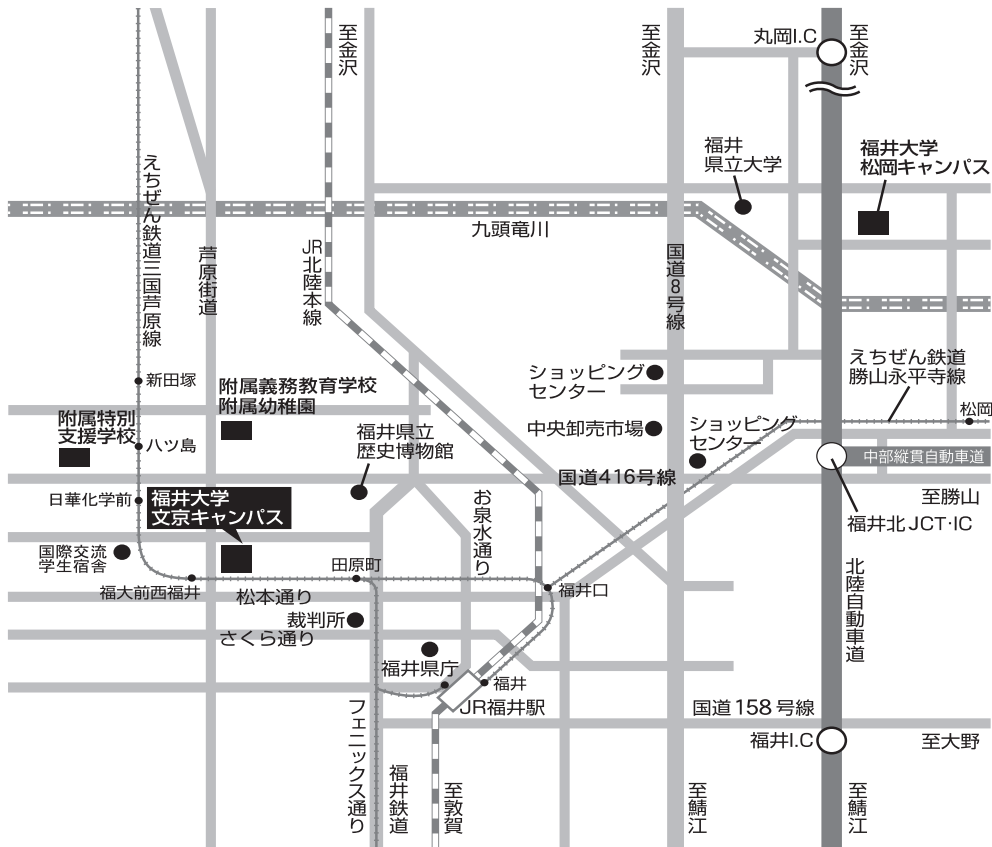 至金沢
至金沢
丸岡I.C
至金沢
福井
県立大学
福井大学
松岡キャンパス
えちぜん鉄道三国芦原線
芦原街道
JR北陸本線
九頭竜川
国道8号線
新田塚
附属義務教育学校
附属幼稚園
ショッピング
センター
えちぜん鉄道
勝山永平寺線
松岡
附属特別
支援学校
八ツ島
福井県立
歴史博物館
中央卸売市場
ショッピング
センター
中部縦貫自動車道
国道416号線
至勝山
日華化学前
福井大学
文京キャンパス
お泉水通り
福井北JCT·IC
国際交流
学生宿舎
田原町
北陸自動車道
福大前西福井
松本通り
福井口
裁判所
さくら通り
福井県庁
福井
JR福井駅
国道158号線
福井I.C
至大野
フェニックス通り
福井鉄道
至敦賀
至鯖江
至鯖江